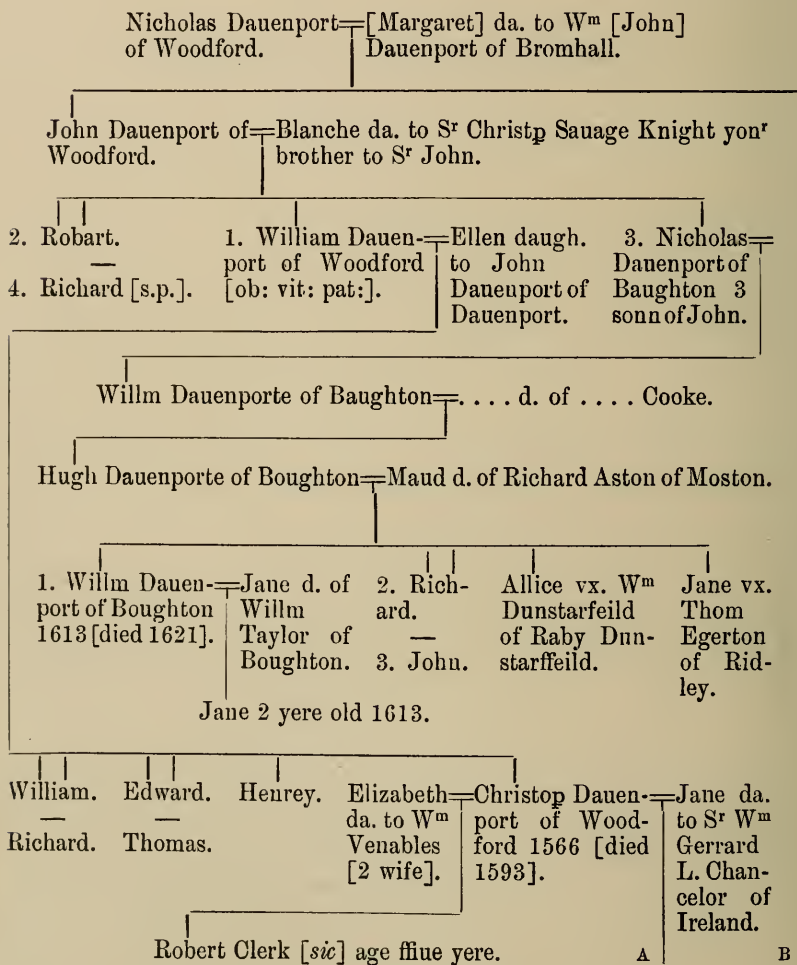 Nicholas Dauenport [Margaret] da. to Wᵐ [John]
of Woodford. Dauenport of Bromhall.
John Dauenport of Blanche da. to Sʳ Christꝑ Sauage Knight yonʳ
Woodford. brother to Sʳ John.
2. Robart.
—
4. Richard [s.p.].
1. William Dauen-
port of Woodford
[ob: vit: pat:].
Ellen daugh.
to John
Dauenport of
Dauenport.
3. Nicholas
Dauenport of
Baughton 3
sonn of John.
Willm Dauenporte of Baughton . . . . d. of . . . . Cooke.
Hugh Dauenporte of Boughton Maud d. of Richard Aston of Moston.
1. Willm Dauen-
port of Boughton
1613 [died 1621].
Jane d. of
Willm
Taylor of
Boughton.
2. Rich-
ard.
—
3. John.
Allice vx. Wᵐ
Dunstarfeild
of Raby Dun-
starffeild.
Jane vx.
Thom
Egerton
of Rid-
ley.
Jane 2 yere old 1613.
William.
—
Richard.
Edward.
—
Thomas.
Henrey.
Elizabeth
da. to Wᵐ
Venables
[2 wife].
Christoꝑ Dauen-
port of Wood-
ford 1566 [died
1593].
Jane da.
to Sʳ Wᵐ
Gerrard
L. Chan-
celor of
Ireland.
Robert Clerk [sic] age ffiue yere. A B